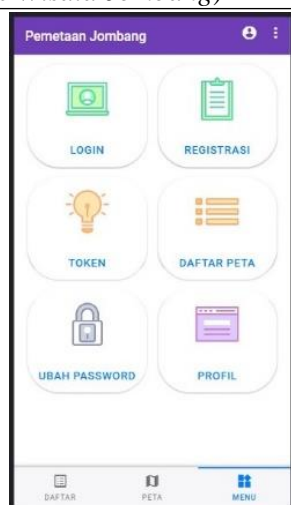 Pemetaan Jombang
LOGIN
REGISTRASI
TOKEN
DAFTAR PETA
UBAH PASSWORD
PROFIL
DAFTAR
PETA
MENU